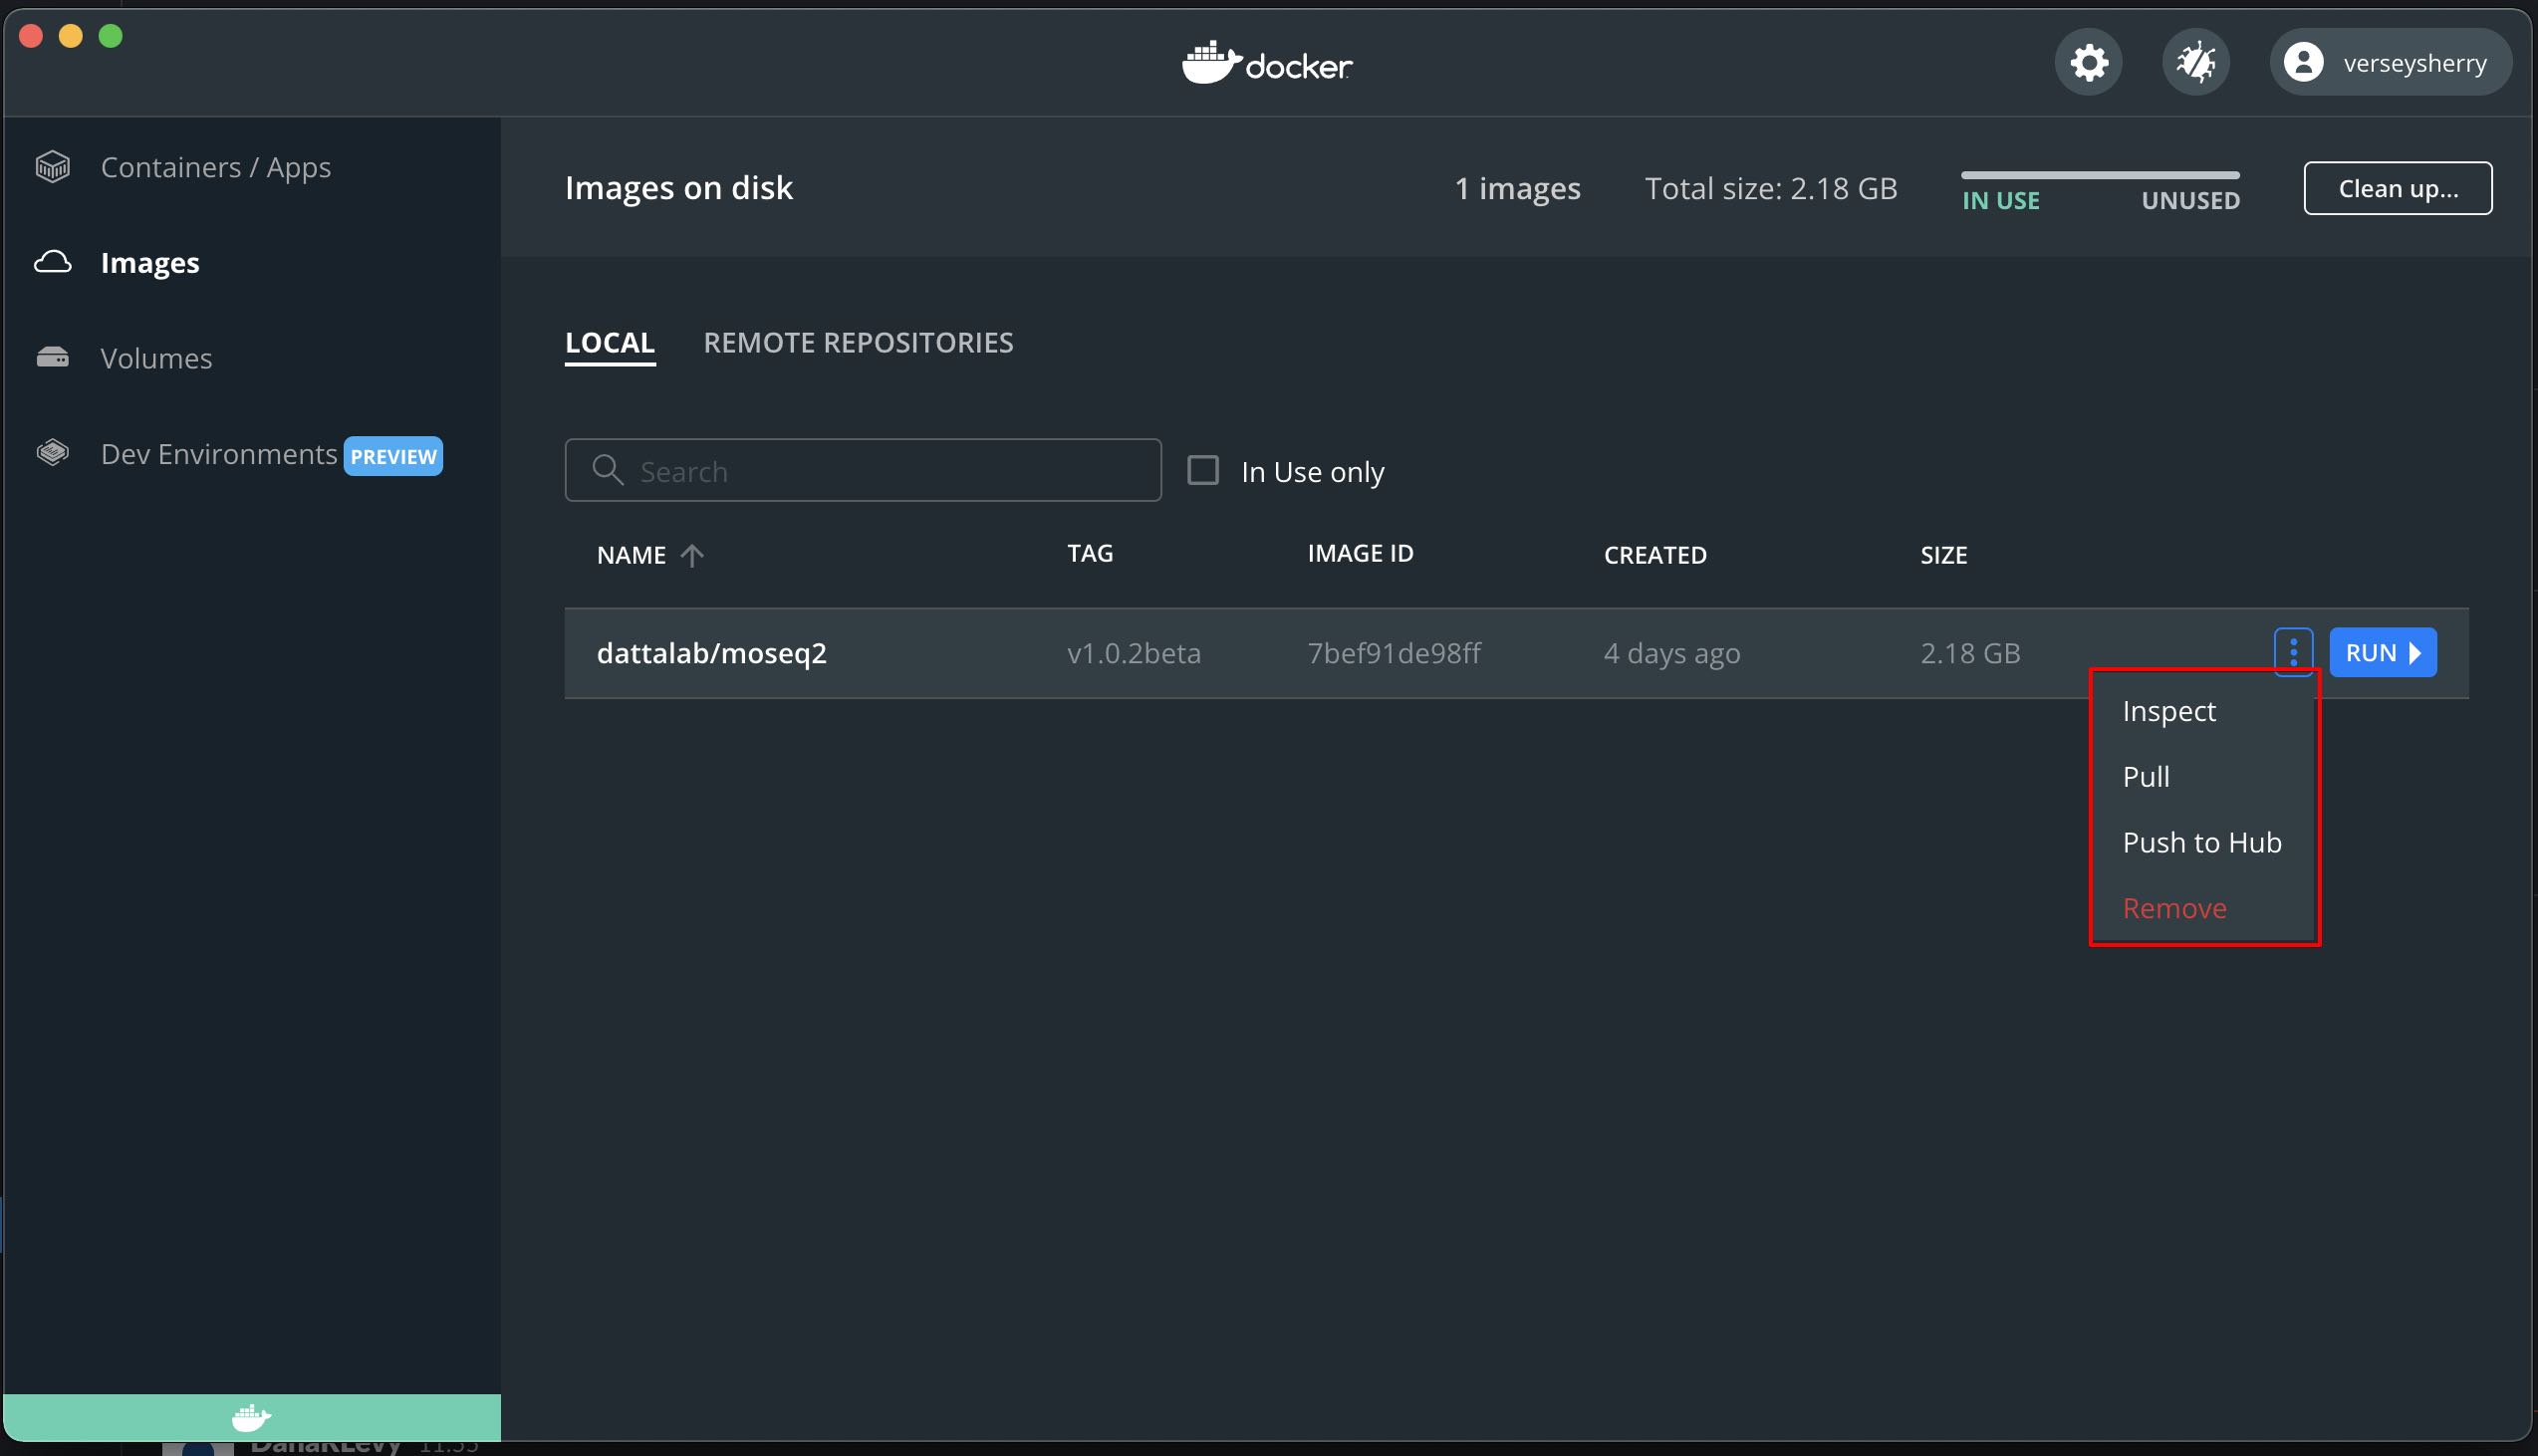 docker
verseysherry
Containers / Apps
Images
Volumes
Dev Environments PREVIEW
Images on disk
1 images
Total size: 2.18 GB
IN USE
UNUSED
Clean up...
LOCAL
REMOTE REPOSITORIES
Search
In Use only
NAME TAG IMAGE ID CREATED SIZE
dattalab/moseq2 v1.0.2beta 7bef91de98ff 4 days ago 2.18 GB RUN
Inspect
Pull
Push to Hub
Remove
DanaRLevy 11:55